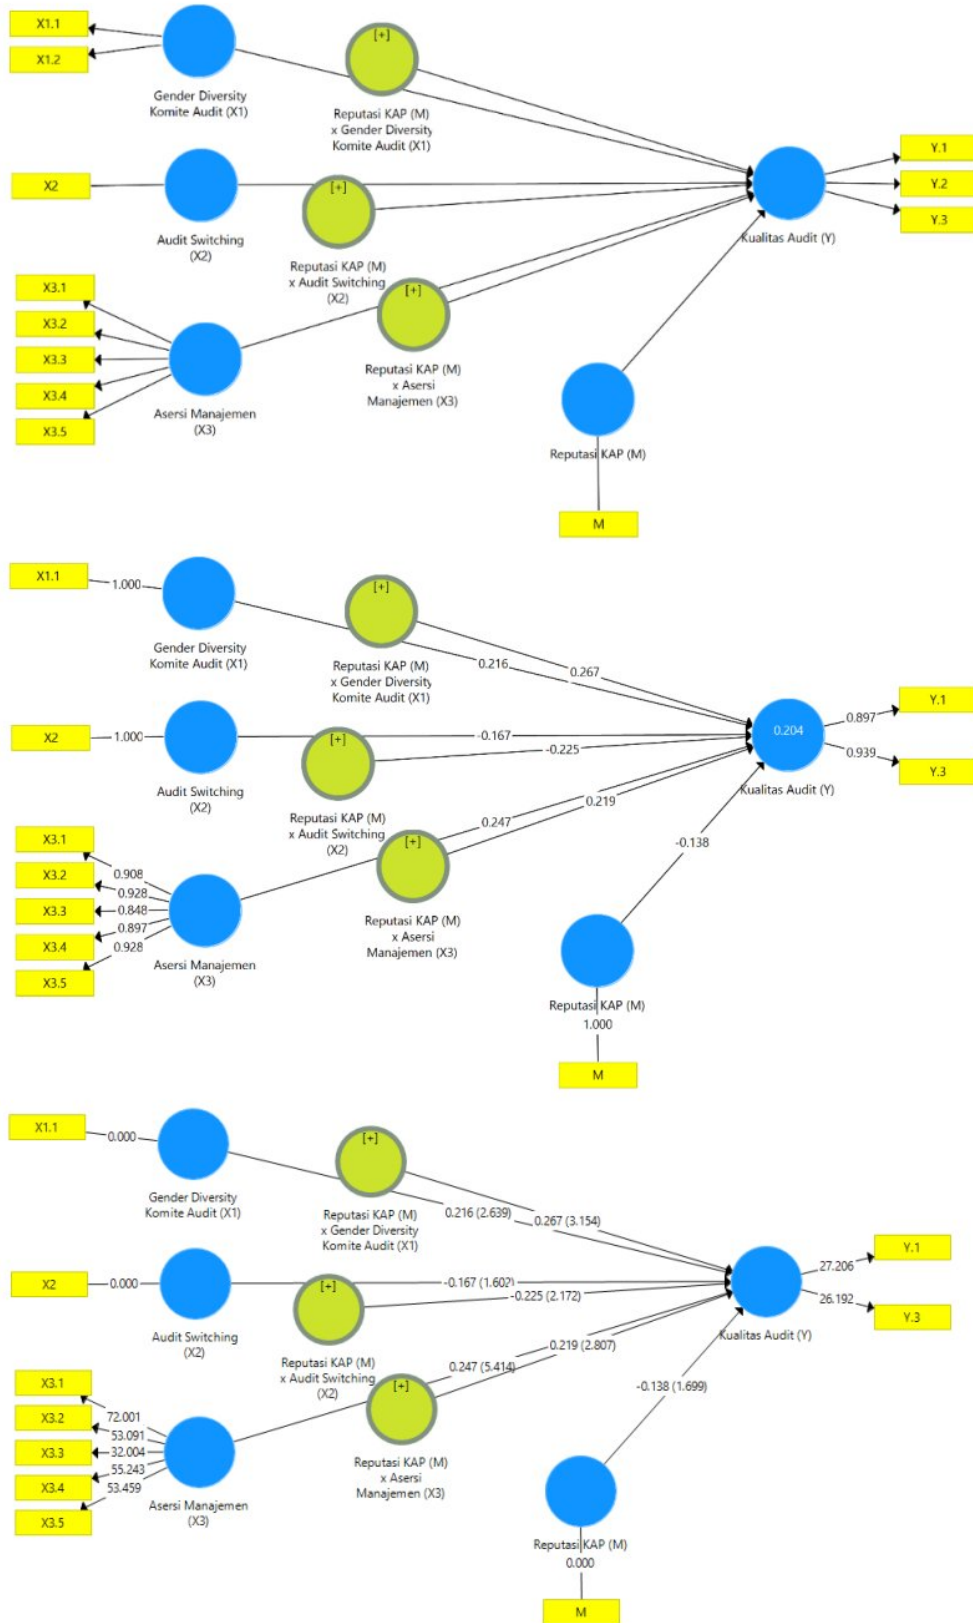 X1.1
X1.2
Gender Diversity
Komite Audit (X1)
[+]
Reputasi KAP (M)
x Gender Diversity
Komite Audit (X1)
X2
Audit Switching
(X2)
[+]
Reputasi KAP (M)
x Audit Switching
(X2)
Y.1
Y.2
Y.3
Kualitas Audit (Y)
X3.1
X3.2
X3.3
X3.4
X3.5
Asersi Manajemen
(X3)
[+]
Reputasi KAP (M)
x Asersi
Manajemen (X3)
Reputasi KAP (M)
M
X1.1
1.000
Gender Diversity
Komite Audit (X1)
[+]
Reputasi KAP (M)
x Gender Diversity
Komite Audit (X1)
0.216
0.267
X2
1.000
Audit Switching
(X2)
[+]
Reputasi KAP (M)
x Audit Switching
(X2)
-0.167
-0.225
0.204
Kualitas Audit (Y)
0.897
0.939
Y.1
Y.3
X3.1
X3.2
X3.3
X3.4
X3.5
0.908
0.928
0.848
0.897
0.928
Asersi Manajemen
(X3)
[+]
Reputasi KAP (M)
x Asersi
Manajemen (X3)
0.247
0.219
-0.138
Reputasi KAP (M)
1.000
M
X1.1
0.000
Gender Diversity
Komite Audit (X1)
[+]
Reputasi KAP (M)
x Gender Diversity
Komite Audit (X1)
0.216 (2.639)
0.267 (3.154)
X2
0.000
Audit Switching
(X2)
[+]
Reputasi KAP (M)
x Audit Switching
(X2)
-0.167 (1.602)
-0.225 (2.172)
Kualitas Audit (Y)
27.206
26.192
Y.1
Y.3
X3.1
X3.2
X3.3
X3.4
X3.5
72.001
53.091
32.004
55.243
53.459
Asersi Manajemen
(X3)
[+]
Reputasi KAP (M)
x Asersi
Manajemen (X3)
0.247 (5.414)
0.219 (2.807)
-0.138 (1.699)
Reputasi KAP (M)
0.000
M